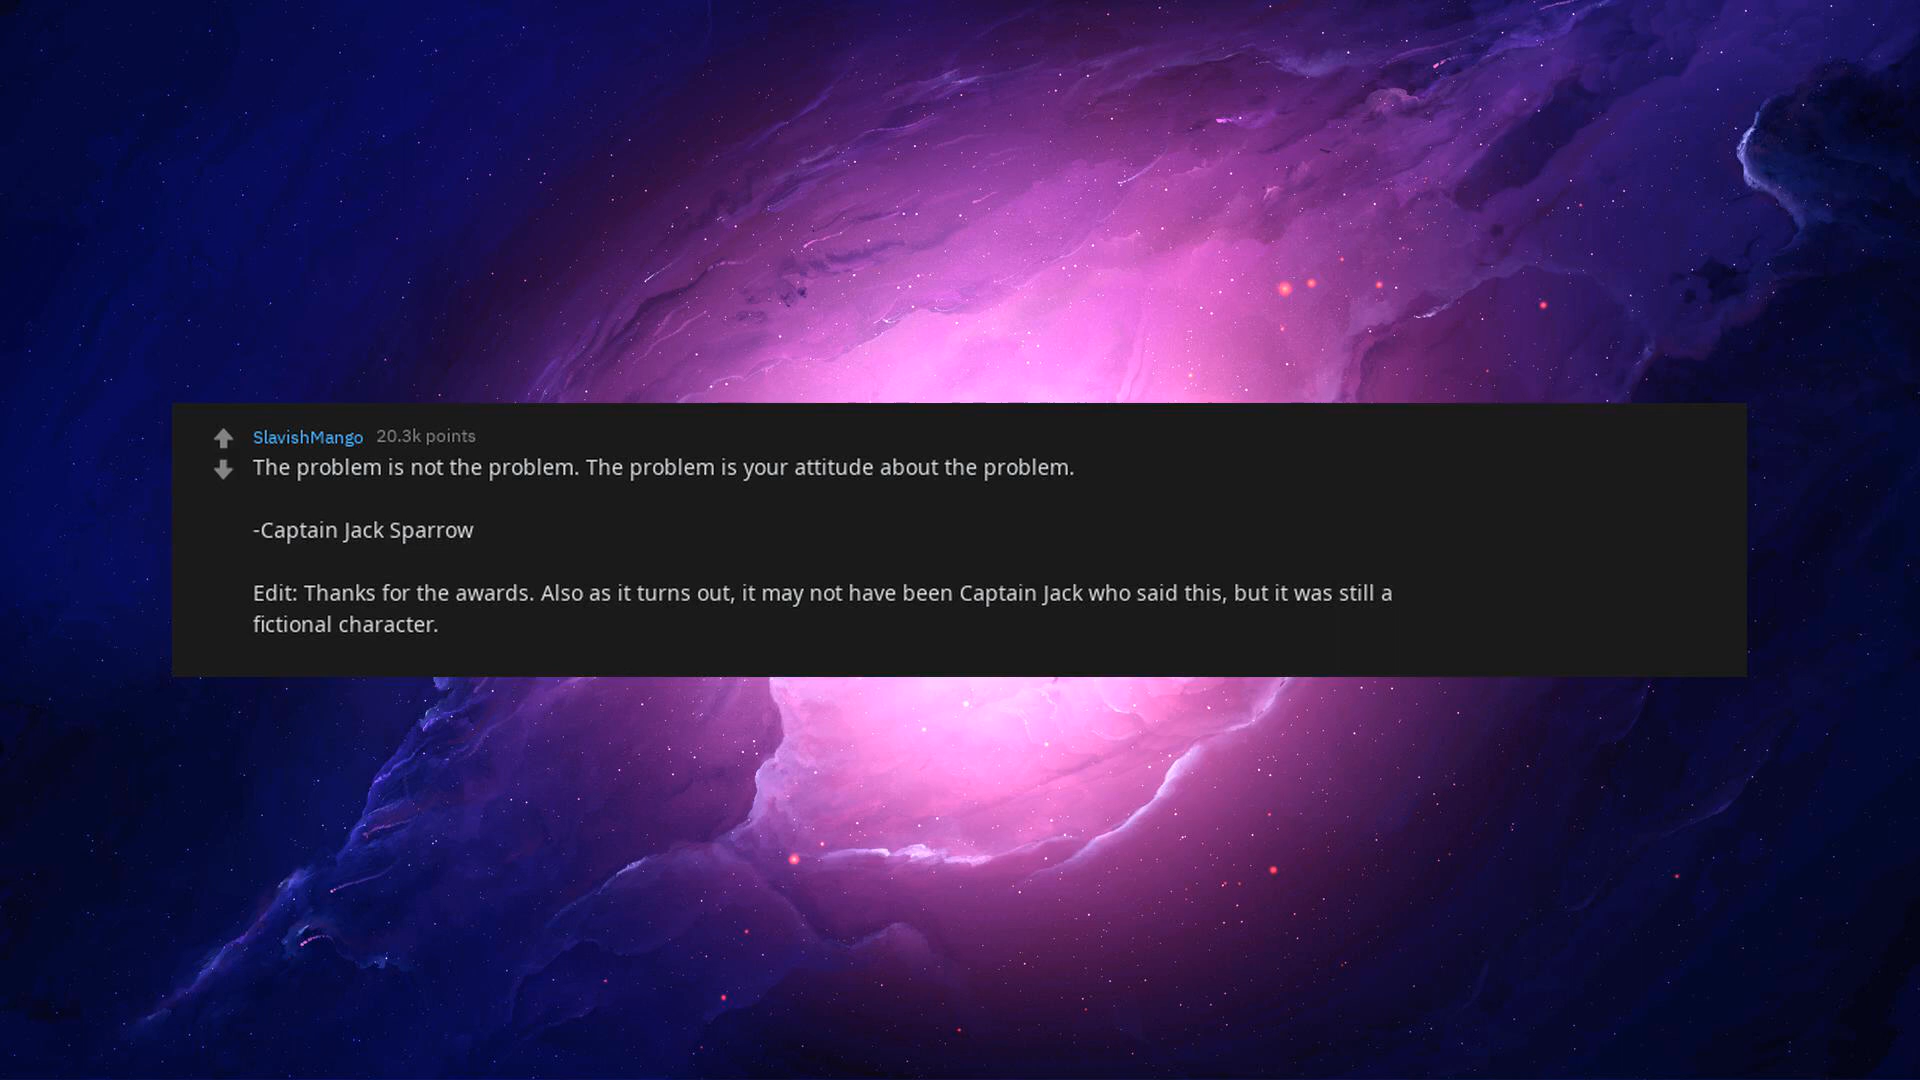 SlavishMango 20.3k points
The problem is not the problem. The problem is your attitude about the problem.
-Captain Jack Sparrow
Edit: Thanks for the awards. Also as it turns out, it may not have been Captain Jack who said this, but it was still a
fictional character.